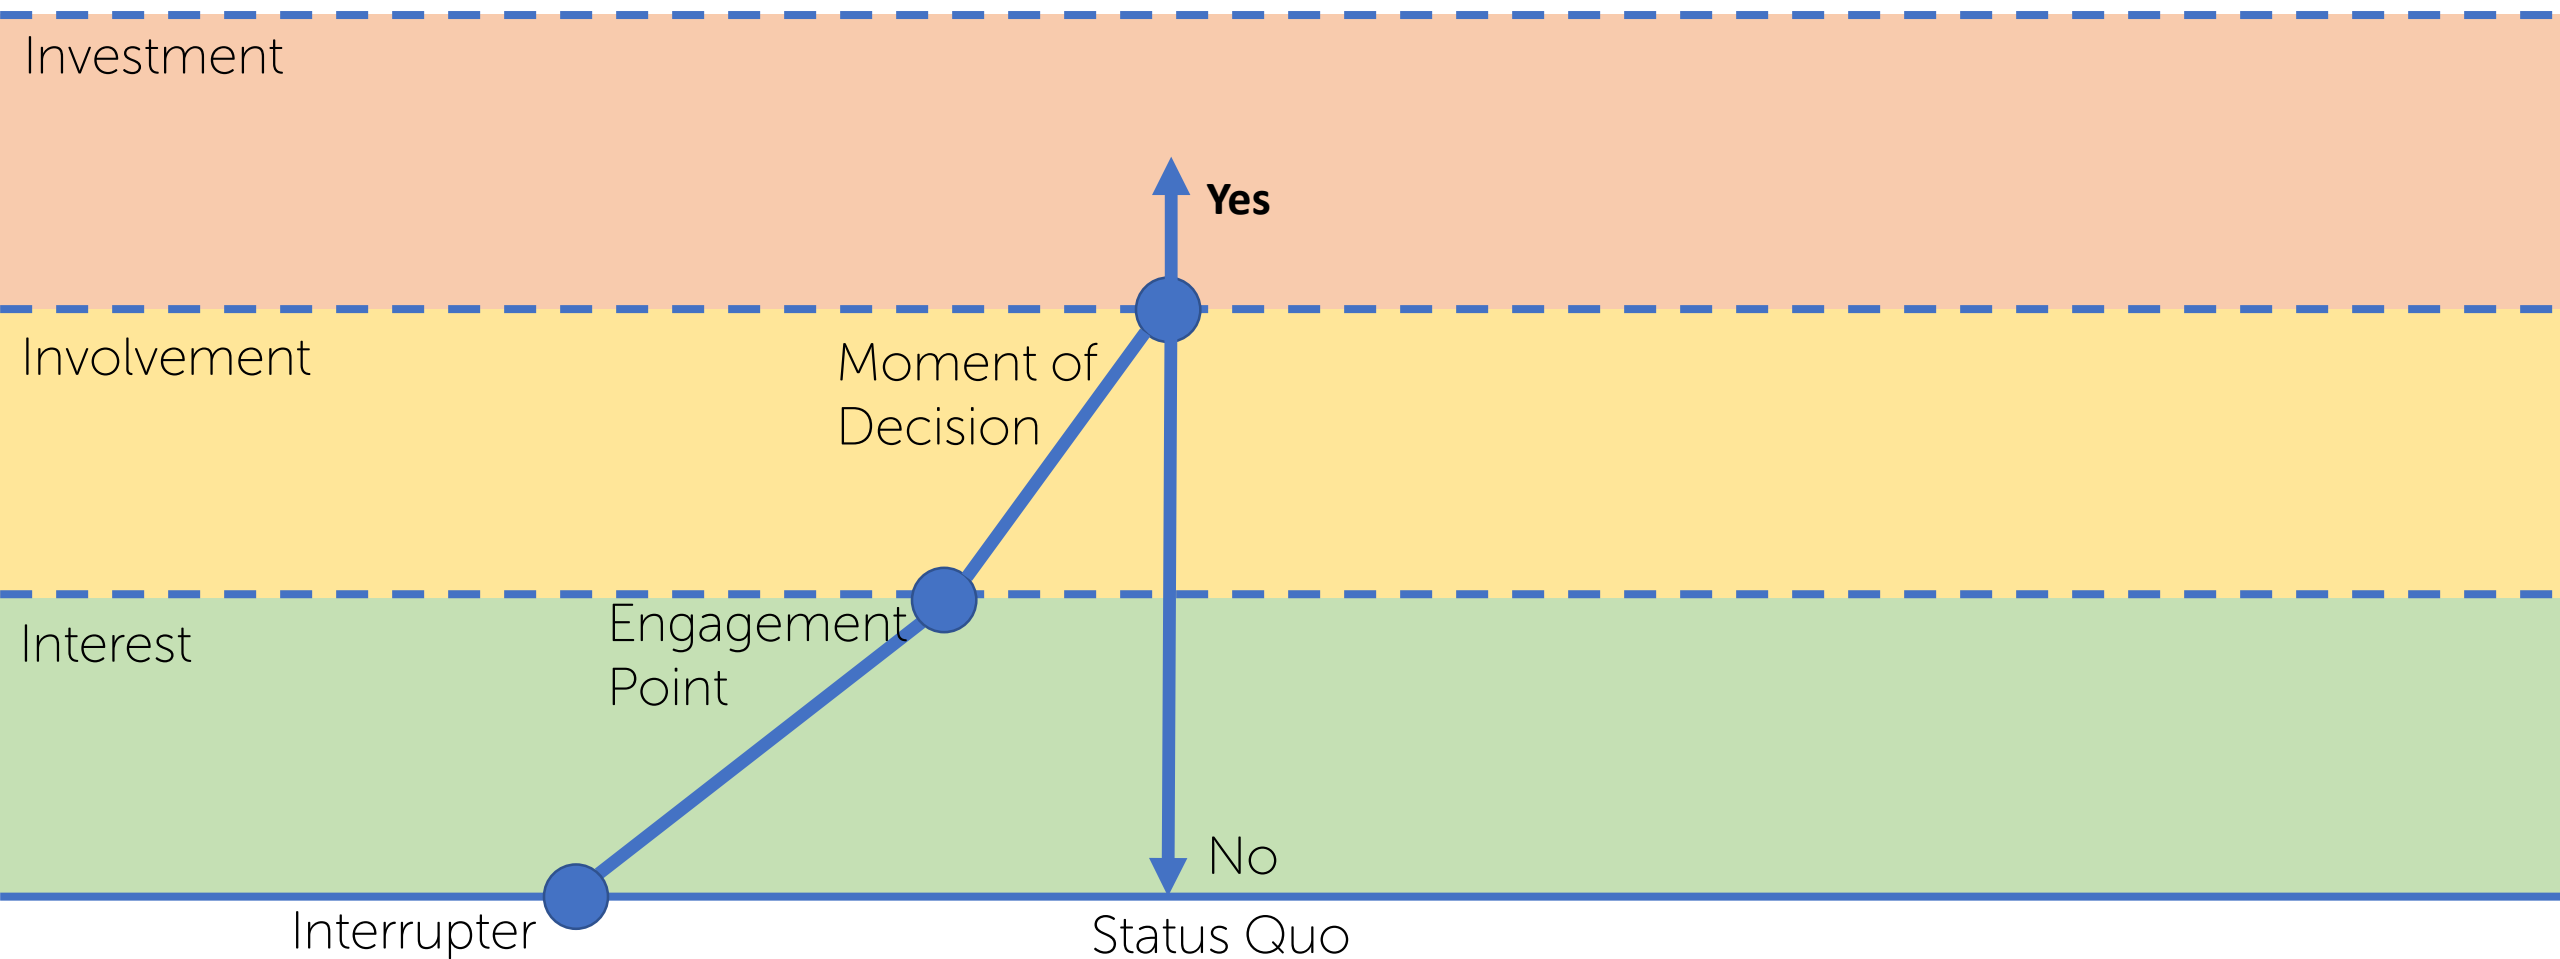 Investment
Yes
Involvement
Moment of
Decision
Engagement
Point
Interest
No
Interrupter
Status Quo